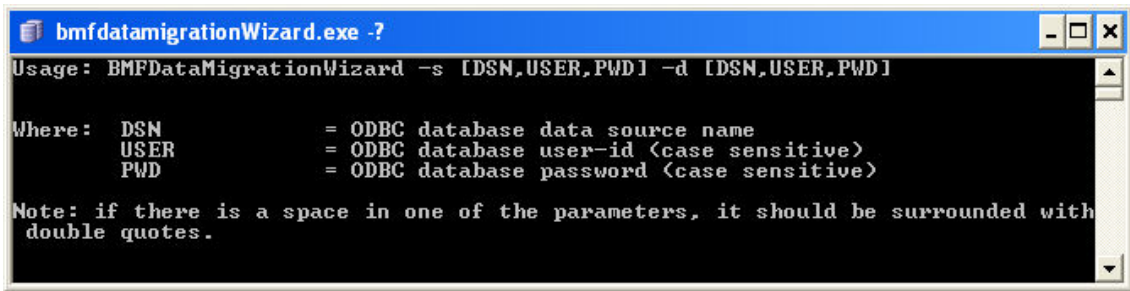 bmfdatamigrationWizard.exe -?
Usage: BMFDataMigrationWizard -s [DSN,USER,PWD] -d [DSN,USER,PWD]
Where: DSN = ODBC database data source name
USER = ODBC database user-id (case sensitive)
PWD = ODBC database password (case sensitive)
Note: if there is a space in one of the parameters, it should be surrounded with
double quotes.